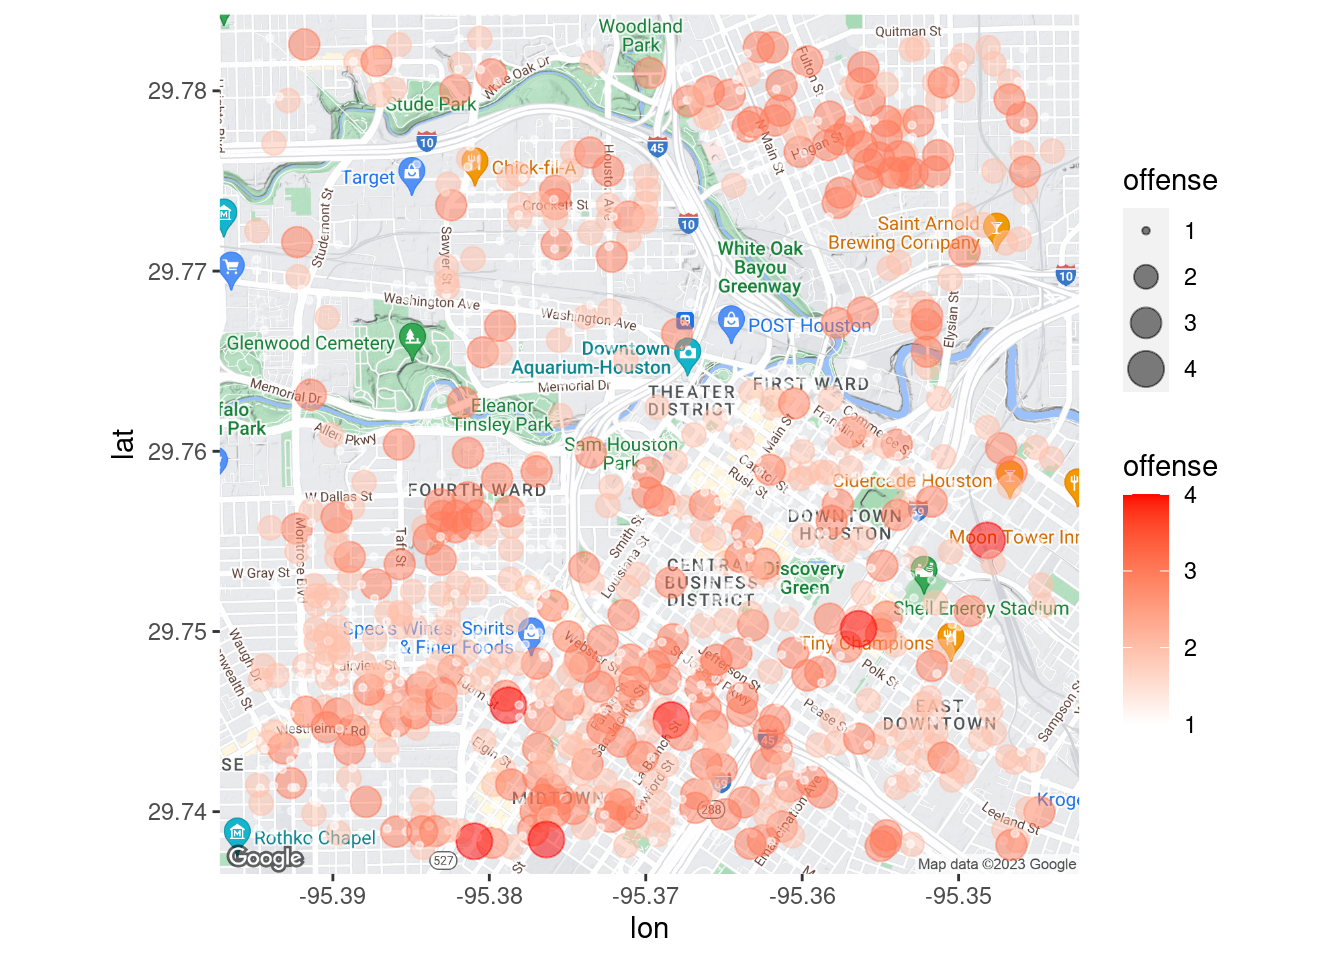 Woodland
Park
Quitman St
29.78
White Oak Dr
Fulton St
Stude Park
10
45
N Main St
Hogan St
Target
Chick-fil-A
Houston Ave
Studemont St
Crockett St
10
Saint Arnold
Brewing Company
Sawyer St
White Oak
Bayou
Greenway
29.77
10
Washington Ave
Washington Ave
POST Houston
Elysian St
Glenwood Cemetery
Downtown
Aquarium-Houston
Memorial Dr
Memorial Dr
THEATER
DISTRICT
FIRST WARD
falo
Park
Allen Pkwy
Eleanor
Tinsley Park
Main St
Franklin St
Commerce St
29.76
Sam Houston
Park
Capitol St
Rusk St
W Dallas St
FOURTH WARD
Cidercade Houston
59
DOWNTOWN
HOUSTON
Montrose Blvd
Taft St
Smith St
Louisiana St
Moon Tower Inn
W Gray St
CENTRAL
BUSINESS
DISTRICT
Discovery
Green
Shell Energy Stadium
29.75
Spec's Wines, Spirits
& Finer Foods
Tiny Champions
Waugh Dr
Webster St
Jefferson St
Pkwy
Polk St
Tuam St
Pease St
EAST
DOWNTOWN
Sampson St
Westheimer Rd
La Branch St
45
SE
Elgin St
Crawford St
MIDTOWN
288
Emancipation Ave
Kroge
29.74
Leeland St
Rothko Chapel
Google
527
St
Map data ©2023 Google
-95.39
-95.38
-95.37
-95.36
-95.35
lon
lat
offense
1
2
3
4
offense
4
3
2
1